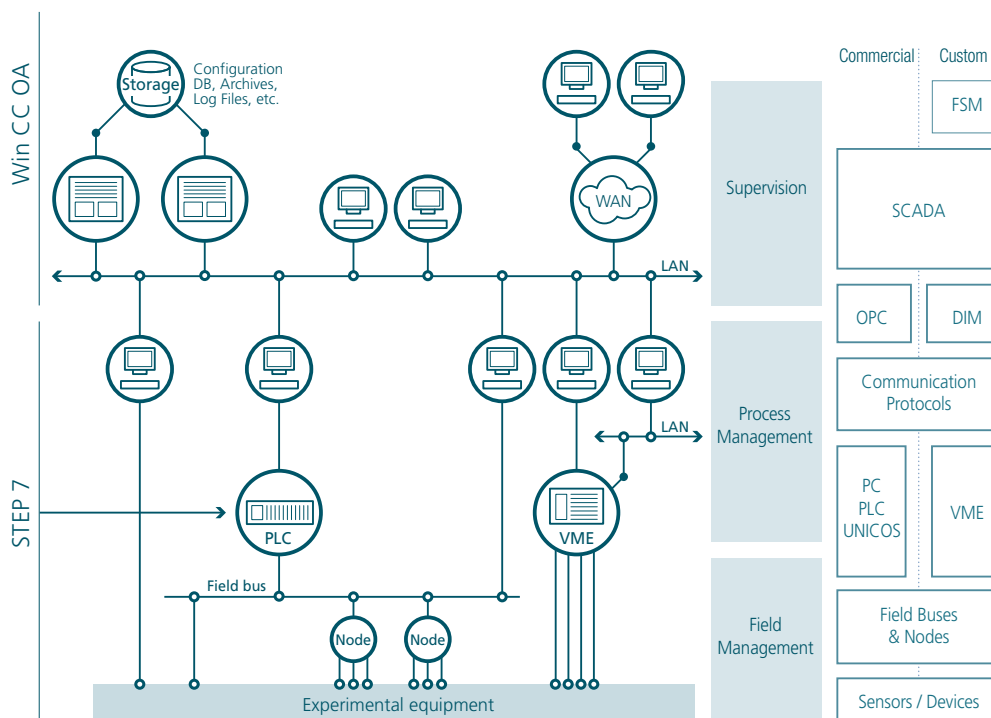 Win CC OA
Storage
Configuration
DB, Archives,
Log Files, etc.
WAN
LAN
STEP 7
LAN
PLC
VME
Field bus
Node
Node
Experimental equipment
Supervision
Process
Management
Field
Management
Commercial
Custom
FSM
SCADA
OPC
DIM
Communication
Protocols
PC
PLC
UNICOS
VME
Field Buses
& Nodes
Sensors / Devices